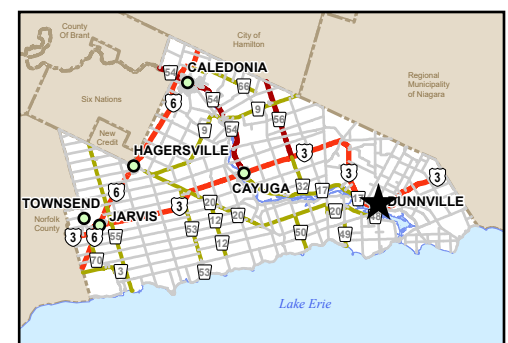 County
Of Brant
City of
Hamilton
Regional
Municipality
of Niagara
Six Nations
New
Credit
Norfolk
County
CALEDONIA
HAGERSVILLE
CAYUGA
TOWNSEND
JARVIS
DUNNVILLE
Lake Erie
54
54
66
6
9
9
54
56
3
3
3
32
17
17
6
3
20
20
20
12
12
53
53
50
49
3
6
55
70
3